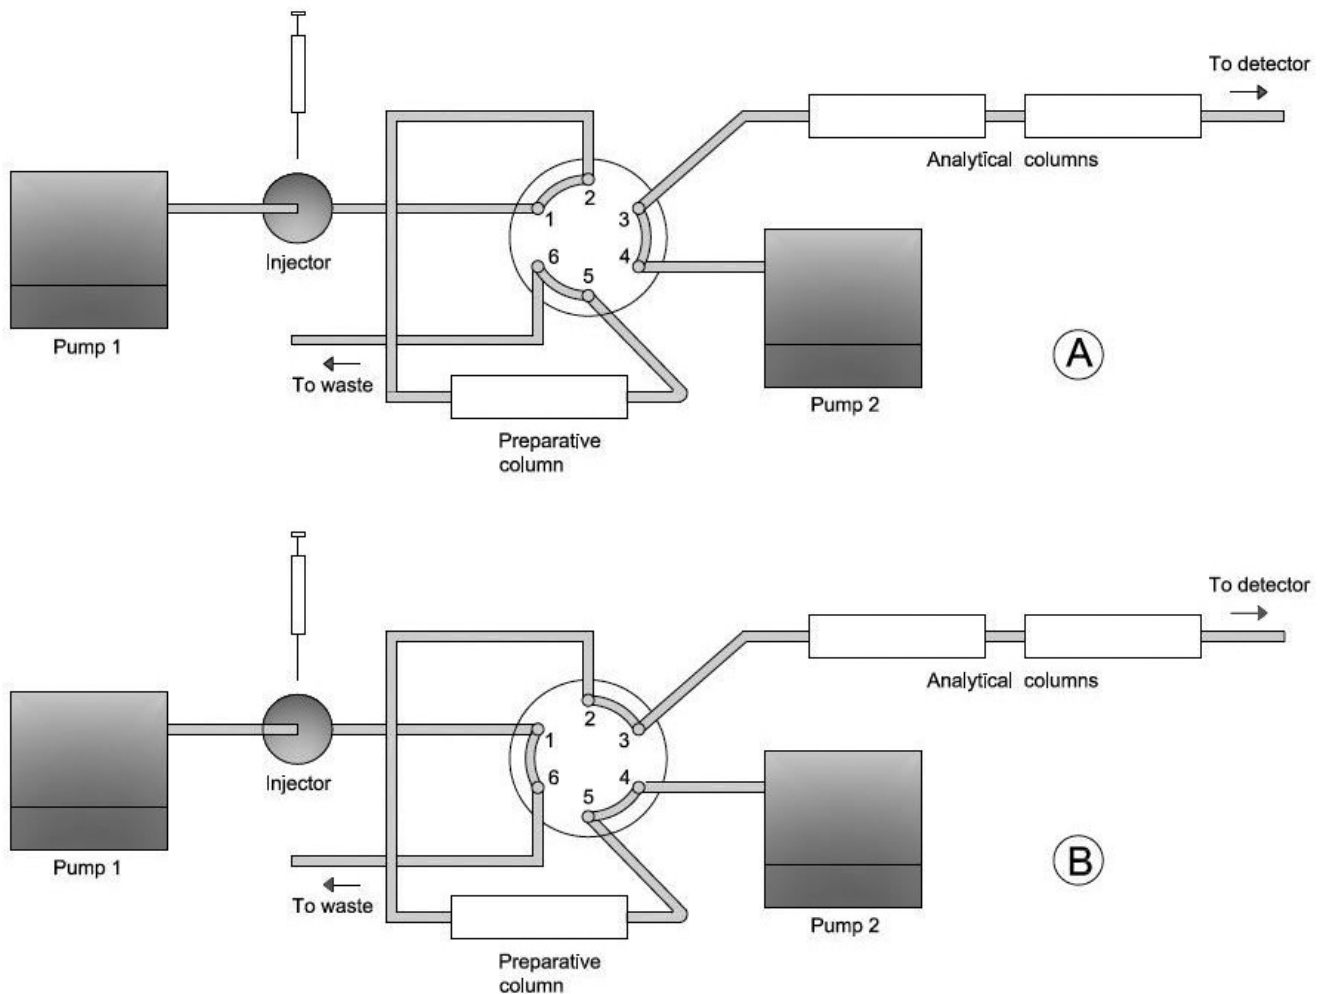 To detector
Analytical columns
2
1
3
Injector
6
4
5
Pump 1
To waste
A
Pump 2
Preparative
column
To detector
Analytical columns
2
1
3
Injector
6
4
5
Pump 1
To waste
B
Pump 2
Preparative
column